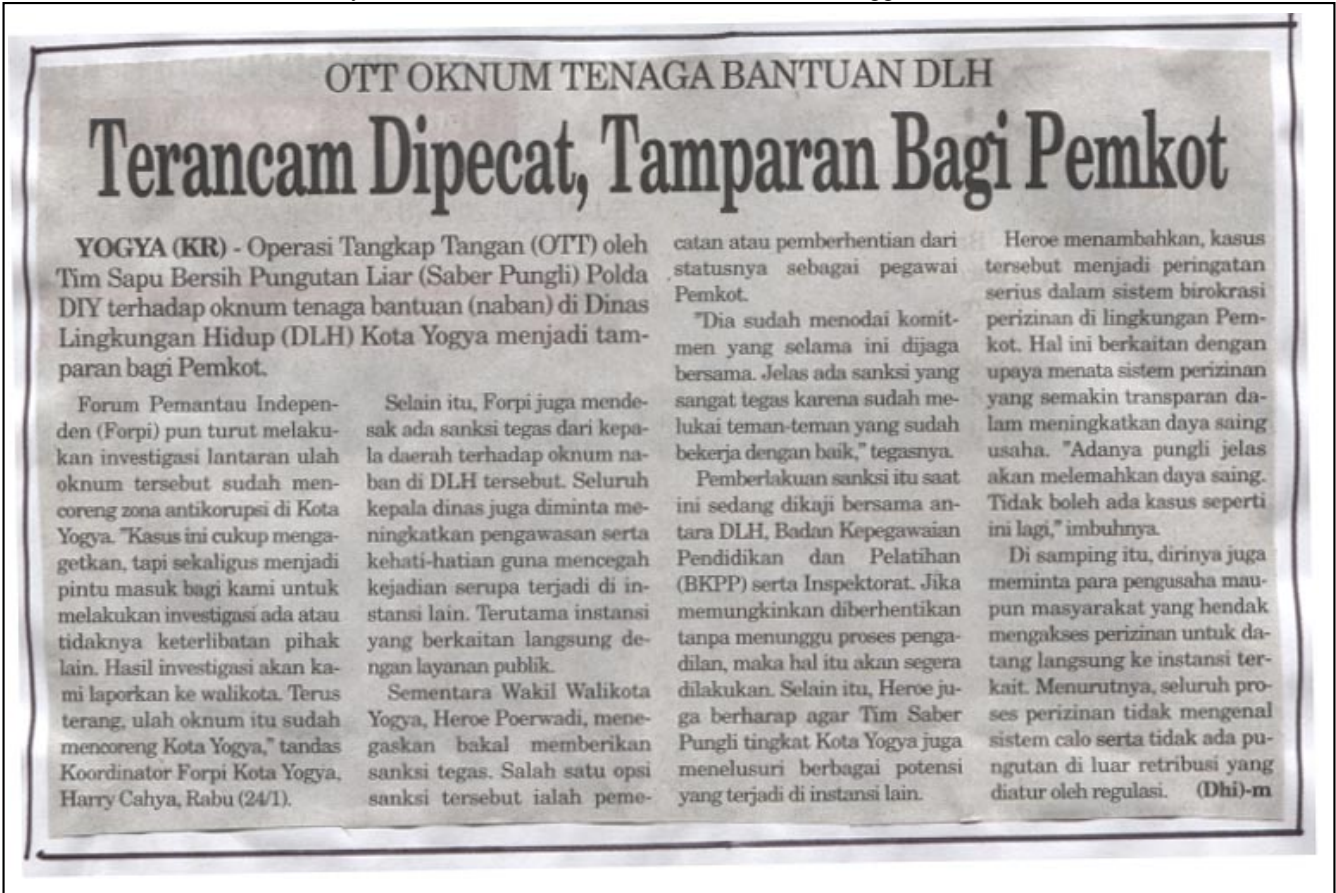 OTT OKNUM TENAGA BANTUAN DLH
Terancam Dipecat, Tamparan Bagi Pemkot
YOGYA (KR) - Operasi Tangkap Tangan (OTT) oleh
Tim Sapu Bersih Pungutan Liar (Saber Pungli) Polda
DIY terhadap oknum tenaga bantuan (naban) di Dinas
Lingkungan Hidup (DLH) Kota Yogya menjadi tam-
paran bagi Pemkot.
Forum Pemantau Indepen-
den (Forpi) pun turut melaku-
kan investigasi lantaran ulah
oknum tersebut sudah men-
coreng zona antikorupsi di Kota
Yogya. "Kasus ini cukup menga-
getkan, tapi sekaligus menjadi
pintu masuk bagi kami untuk
melakukan investigasi ada atau
tidaknya keterlibatan pihak
lain. Hasil investigasi akan ka-
mi laporkan ke walikota. Terus
terang, ulah oknum itu sudah
mencoreng Kota Yogya," tandas
Koordinator Forpi Kota Yogya,
Harry Cahya, Rabu (24/1).
Selain itu, Forpi juga mende-
sak ada sanksi tegas dari kepa-
la daerah terhadap oknum na-
ban di DLH tersebut. Seluruh
kepala dinas juga diminta me-
ningkatkan pengawasan serta
kehati-hatian guna mencegah
kejadian serupa terjadi di in-
stansi lain. Terutama instansi
yang berkaitan langsung de-
ngan layanan publik.
Sementara Wakil Walikota
Yogya, Heroe Poerwadi, mene-
gaskan bakal memberikan
sanksi tegas. Salah satu opsi
sanksi tersebut ialah peme-
catan atau pemberhentian dari
statusnya sebagai pegawai
Pemkot.
"Dia sudah menodai komit-
men yang selama ini dijaga
bersama. Jelas ada sanksi yang
sangat tegas karena sudah me-
lukai teman-teman yang sudah
bekerja dengan baik," tegasnya.
Pemberlakuan sanksi itu saat
ini sedang dikaji bersama an-
tara DLH, Badan Kepegawaian
Pendidikan dan Pelatihan
(BKPP) serta Inspektorat. Jika
memungkinkan diberhentikan
tanpa menunggu proses penga-
dilan, maka hal itu akan segera
dilakukan. Selain itu, Heroe ju-
ga berharap agar Tim Saber
Pungli tingkat Kota Yogya juga
menelusuri berbagai potensi
yang terjadi di instansi lain.
Heroe menambahkan, kasus
tersebut menjadi peringatan
serius dalam sistem birokrasi
perizinan di lingkungan Pem-
kot. Hal ini berkaitan dengan
upaya menata sistem perizinan
yang semakin transparan da-
lam meningkatkan daya saing
usaha. "Adanya pungli jelas
akan melemahkan daya saing.
Tidak boleh ada kasus seperti
ini lagi," imbuhnya.
Di samping itu, dirinya juga
meminta para pengusaha mau-
pun masyarakat yang hendak
mengakses perizinan untuk da-
tang langsung ke instansi ter-
kait. Menurutnya, seluruh pro-
ses perizinan tidak mengenal
sistem calo serta tidak ada pu-
ngutan di luar retribusi yang
diatur oleh regulasi. (Dhi)-m